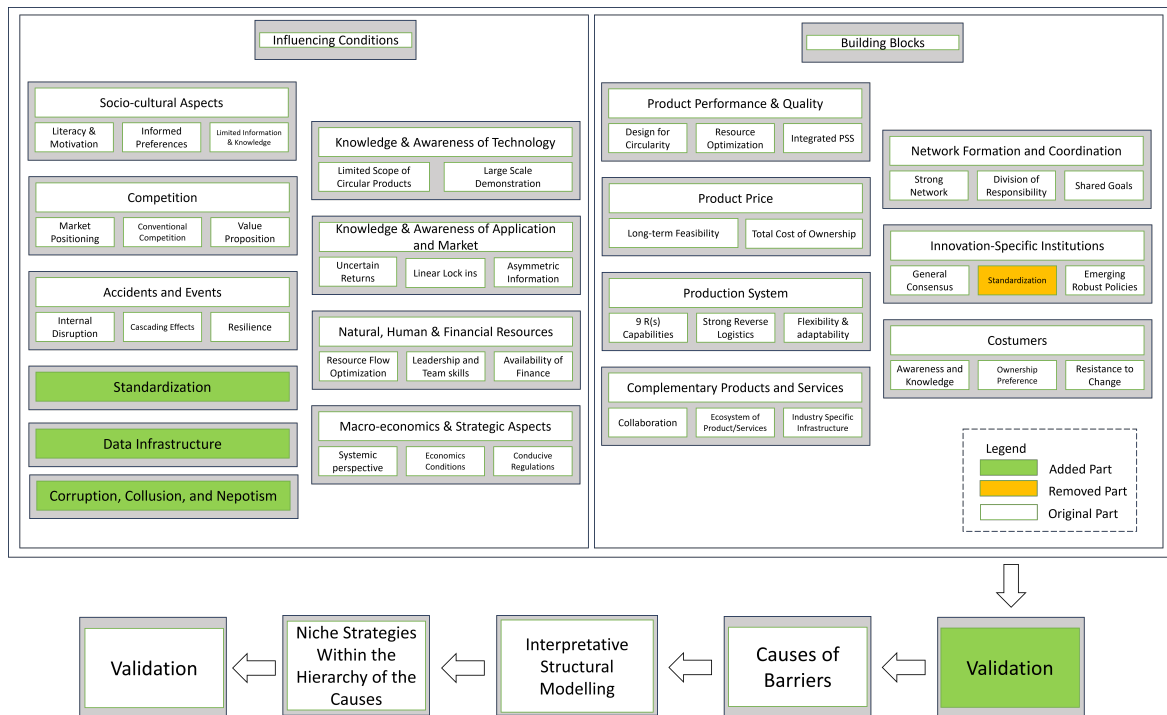 Influencing Conditions
Socio-cultural Aspects
Literacy &
Motivation
Informed
Preferences
Limited Information
& Knowledge
Competition
Market
Positioning
Conventional
Competition
Value
Proposition
Accidents and Events
Internal
Disruption
Cascading Effects
Resilience
Standardization
Data Infrastructure
Corruption, Collusion, and Nepotism
Knowledge & Awareness of Technology
Limited Scope of
Circular Products
Large Scale
Demonstration
Knowledge & Awareness of Application
and Market
Uncertain
Returns
Linear Lock ins
Asymmetric
Information
Natural, Human & Financial Resources
Resource Flow
Optimization
Leadership and
Team skills
Availability of
Finance
Macro-economics & Strategic Aspects
Systemic
perspective
Economics
Conditions
Conducive
Regulations
Building Blocks
Product Performance & Quality
Design for
Circularity
Resource
Optimization
Integrated PSS
Product Price
Long-term Feasibility
Total Cost of Ownership
Production System
9 R(s)
Capabilities
Strong Reverse
Logistics
Flexibility &
adaptability
Complementary Products and Services
Collaboration
Ecosystem of
Product/Services
Industry Specific
Infrastructure
Network Formation and Coordination
Strong
Network
Division of
Responsibility
Shared Goals
Innovation-Specific Institutions
General
Consensus
Standardization
Emerging
Robust Policies
Costumers
Awareness and
Knowledge
Ownership
Preference
Resistance to
Change
Legend
Added Part
Removed Part
Original Part
Validation
Niche Strategies
Within the
Hierarchy of the
Causes
Interpretative
Structural
Modelling
Causes of
Barriers
Validation